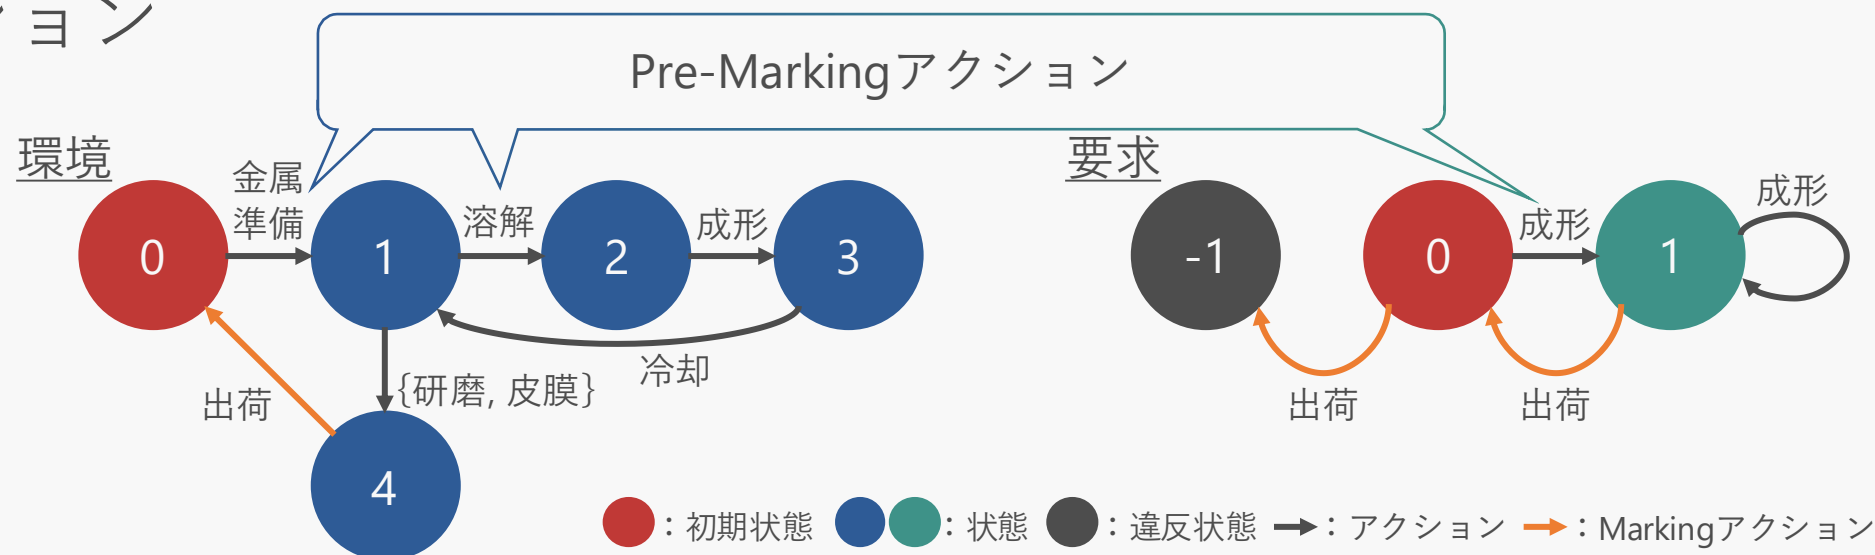 ション
Pre-Markingアクション
環境
要求
金属
準備
溶解
成形
成形
成形
0
1
2
3
-1
0
1
冷却
{研磨, 皮膜}
出荷
出荷
出荷
4
：初期状態
：状態
：違反状態
：アクション
：Markingアクション